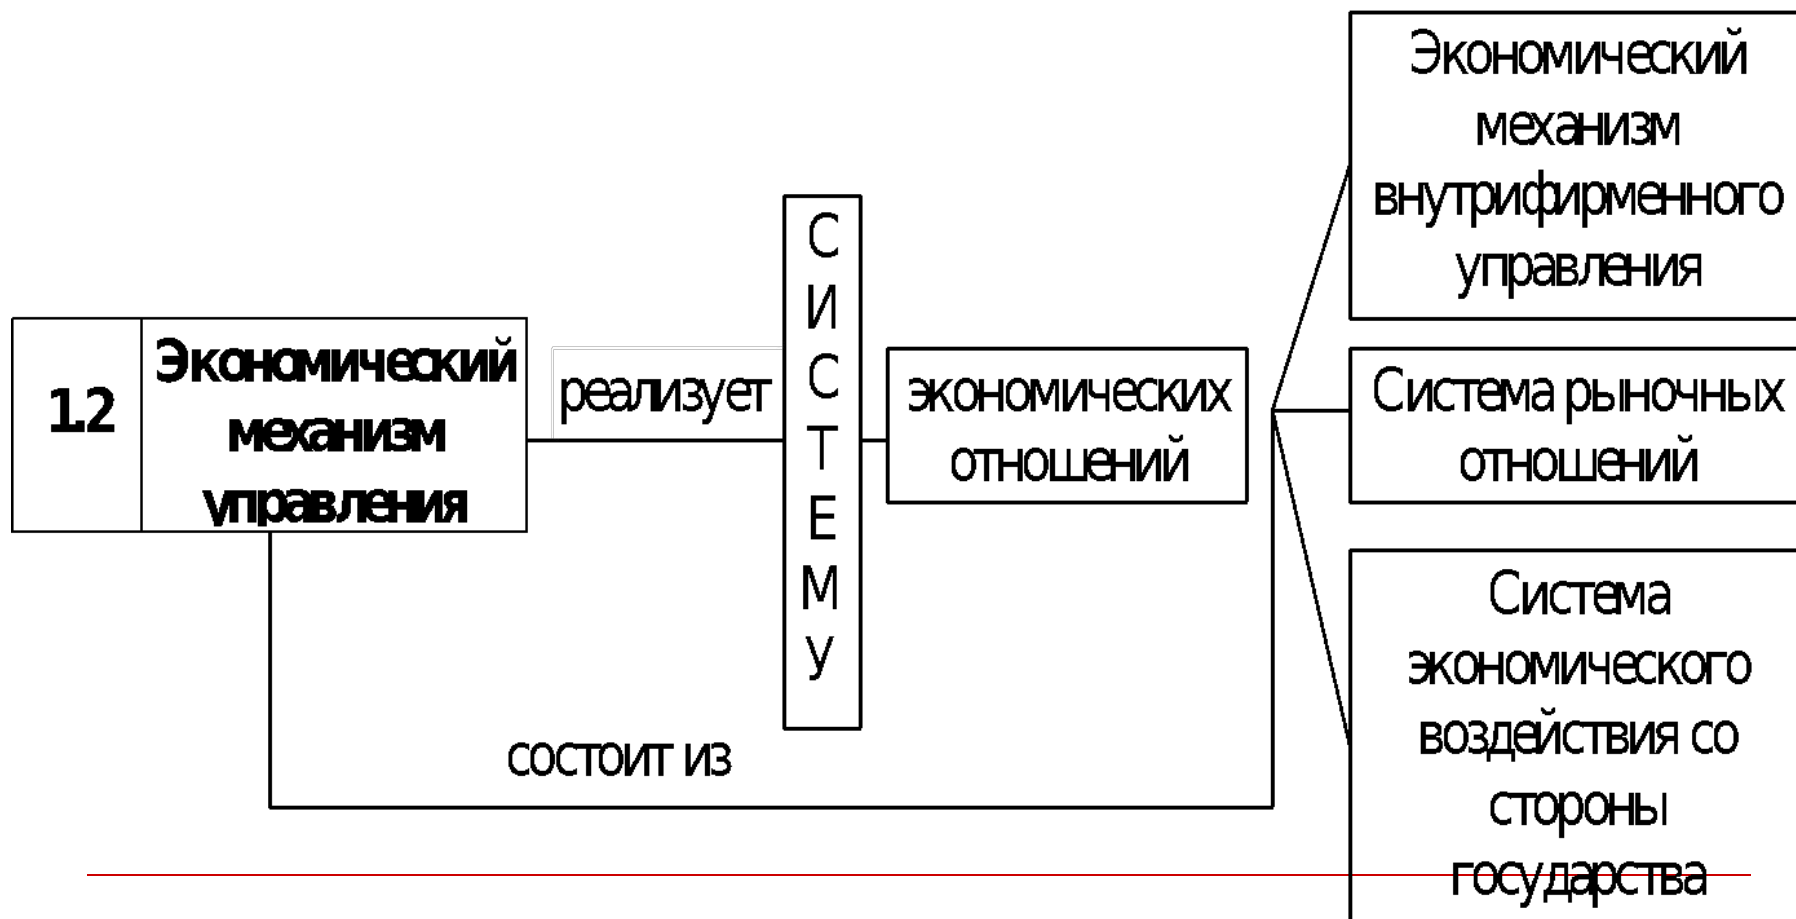 1.2
Экономический
механизм
управления
реализует
С
И
С
Т
Е
М
У
экономических
отношений
состоит из
Экономический
механизм
внутрифирменного
управления
Система рыночных
отношений
Система
экономического
воздействия со
стороны
государства